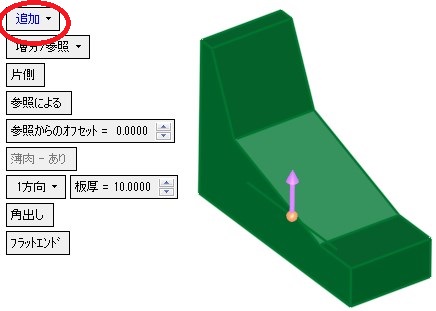 追加
増分/参照
片側
参照による
参照からのオフセット = 0.0000
薄肉 - あり
1方向 板厚 = 10.0000
角出し
フラットエンド